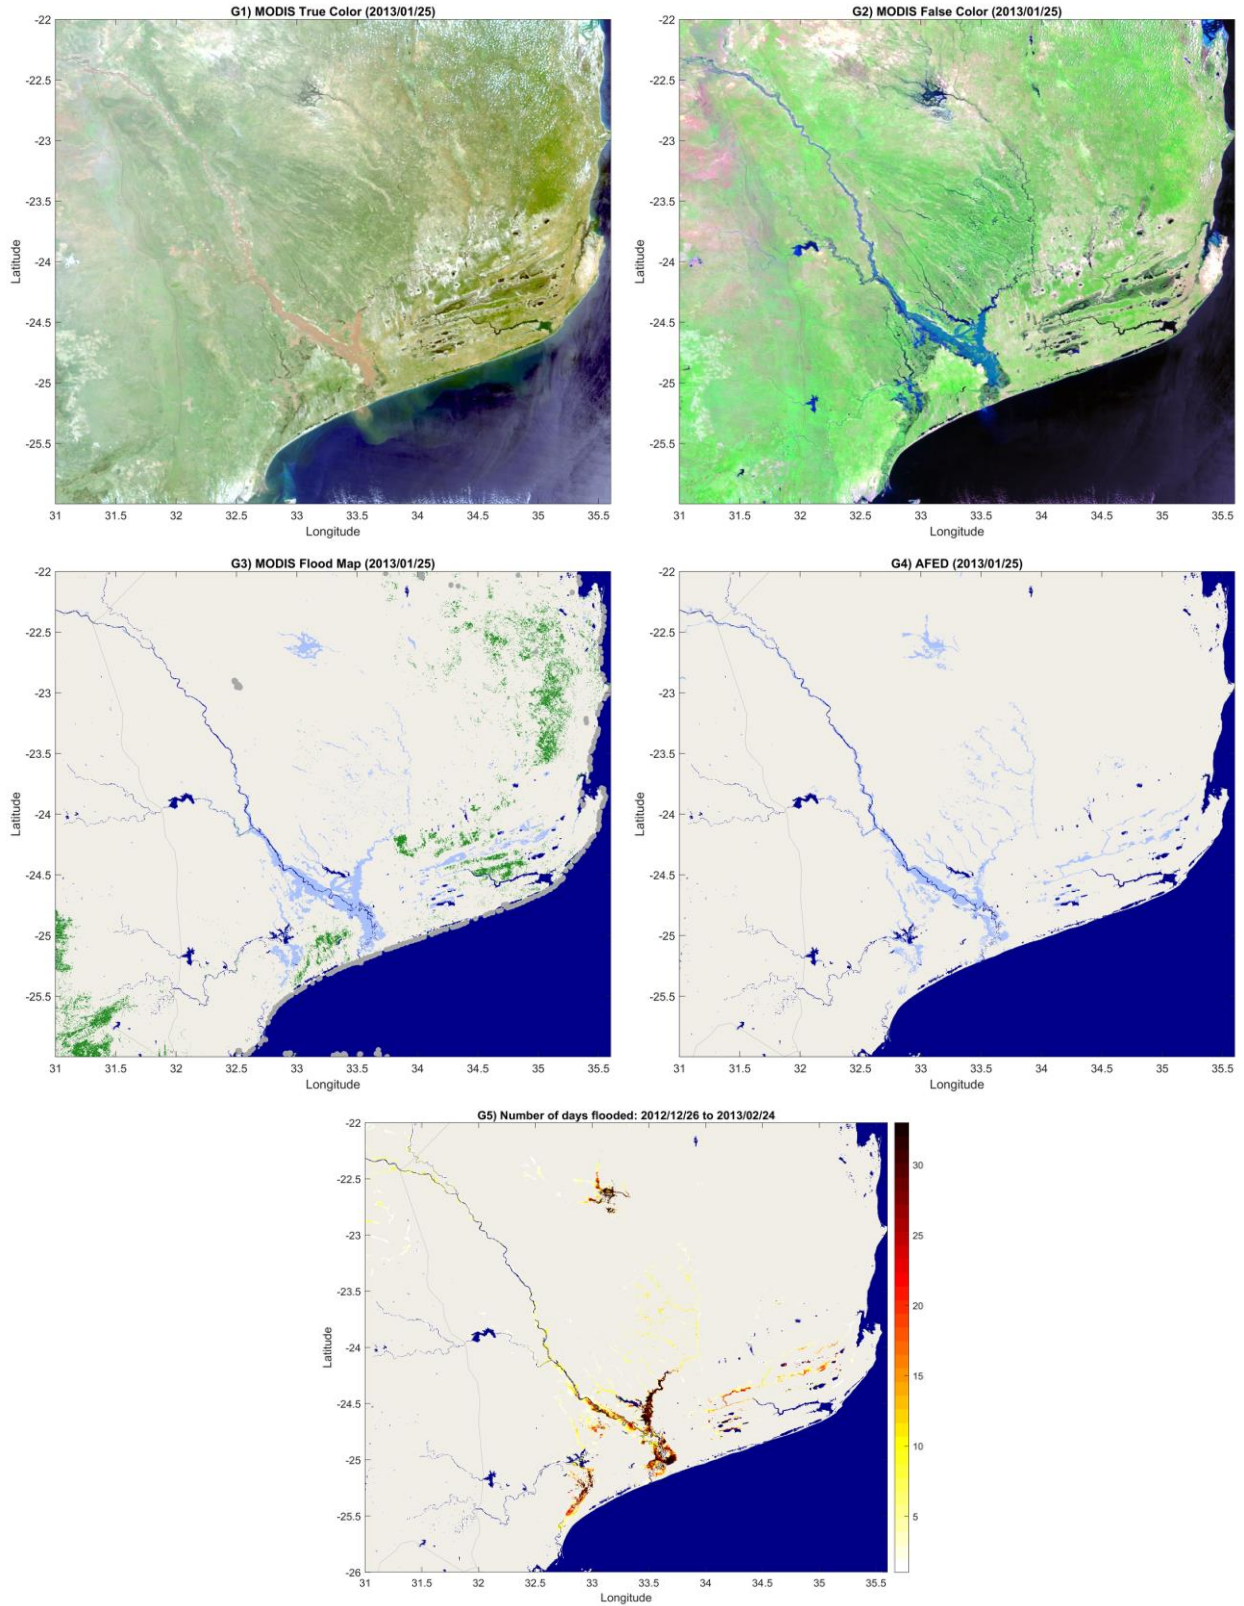 G1) MODIS True Color (2013/01/25)
-22
-22.5
-23
-23.5
-24
-24.5
-25
-25.5
Latitude
31 31.5 32 32.5 33 33.5 34 34.5 35 35.5
Longitude
G2) MODIS False Color (2013/01/25)
-22
-22.5
-23
-23.5
-24
-24.5
-25
-25.5
Latitude
31 31.5 32 32.5 33 33.5 34 34.5 35 35.5
Longitude
G3) MODIS Flood Map (2013/01/25)
-22
-22.5
-23
-23.5
-24
-24.5
-25
-25.5
Latitude
31 31.5 32 32.5 33 33.5 34 34.5 35 35.5
Longitude
G4) AFED (2013/01/25)
-22
-22.5
-23
-23.5
-24
-24.5
-25
-25.5
Latitude
31 31.5 32 32.5 33 33.5 34 34.5 35 35.5
Longitude
G5) Number of days flooded: 2012/12/26 to 2013/02/24
-22
-22.5
-23
-23.5
-24
-24.5
-25
-25.5
-26
Latitude
31 31.5 32 32.5 33 33.5 34 34.5 35 35.5
Longitude
30
25
20
15
10
5